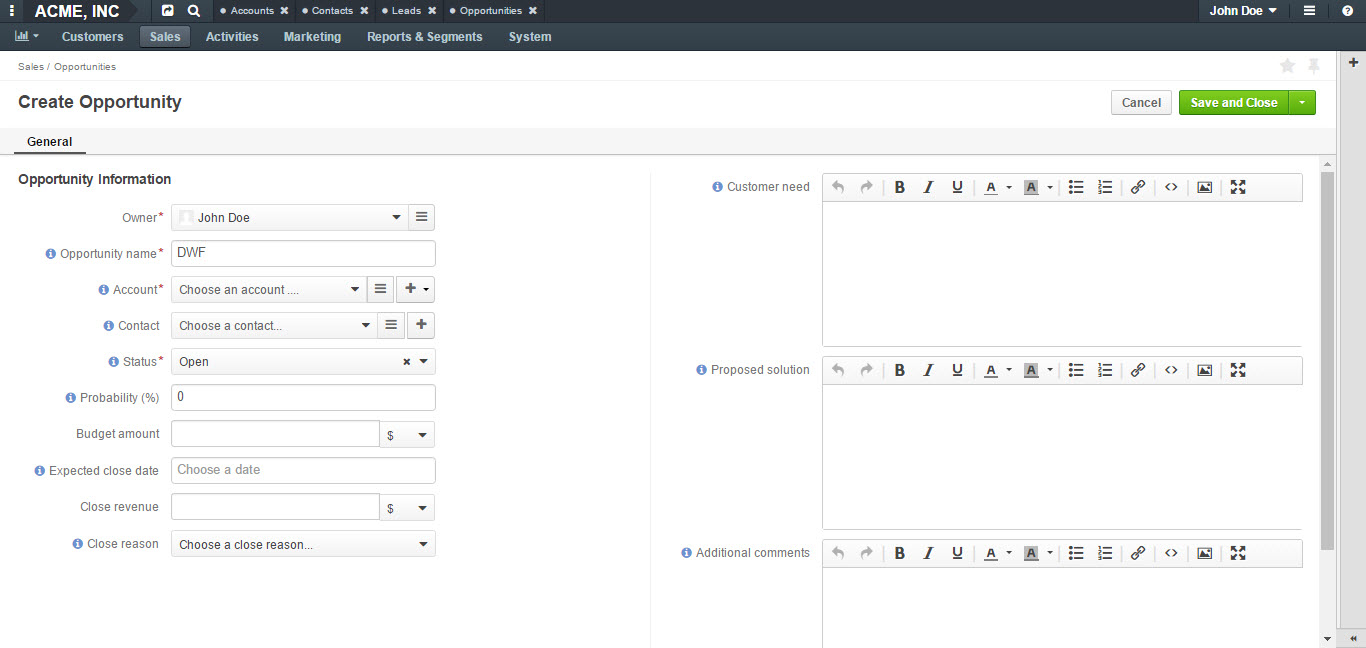 ACME, INC
Accounts
Contacts
Leads
Opportunities
John Doe
Customers
Sales
Activities
Marketing
Reports & Segments
System
Sales / Opportunities
Create Opportunity
Cancel
Save and Close
General
Opportunity Information
Owner* John Doe
Opportunity name* DWF
Account* Choose an account ....
Contact Choose a contact...
Status* Open
Probability (%) 0
Budget amount $
Expected close date Choose a date
Close revenue $
Close reason Choose a close reason...
Customer need
B I U A A
Proposed solution
B I U A A
Additional comments
B I U A A